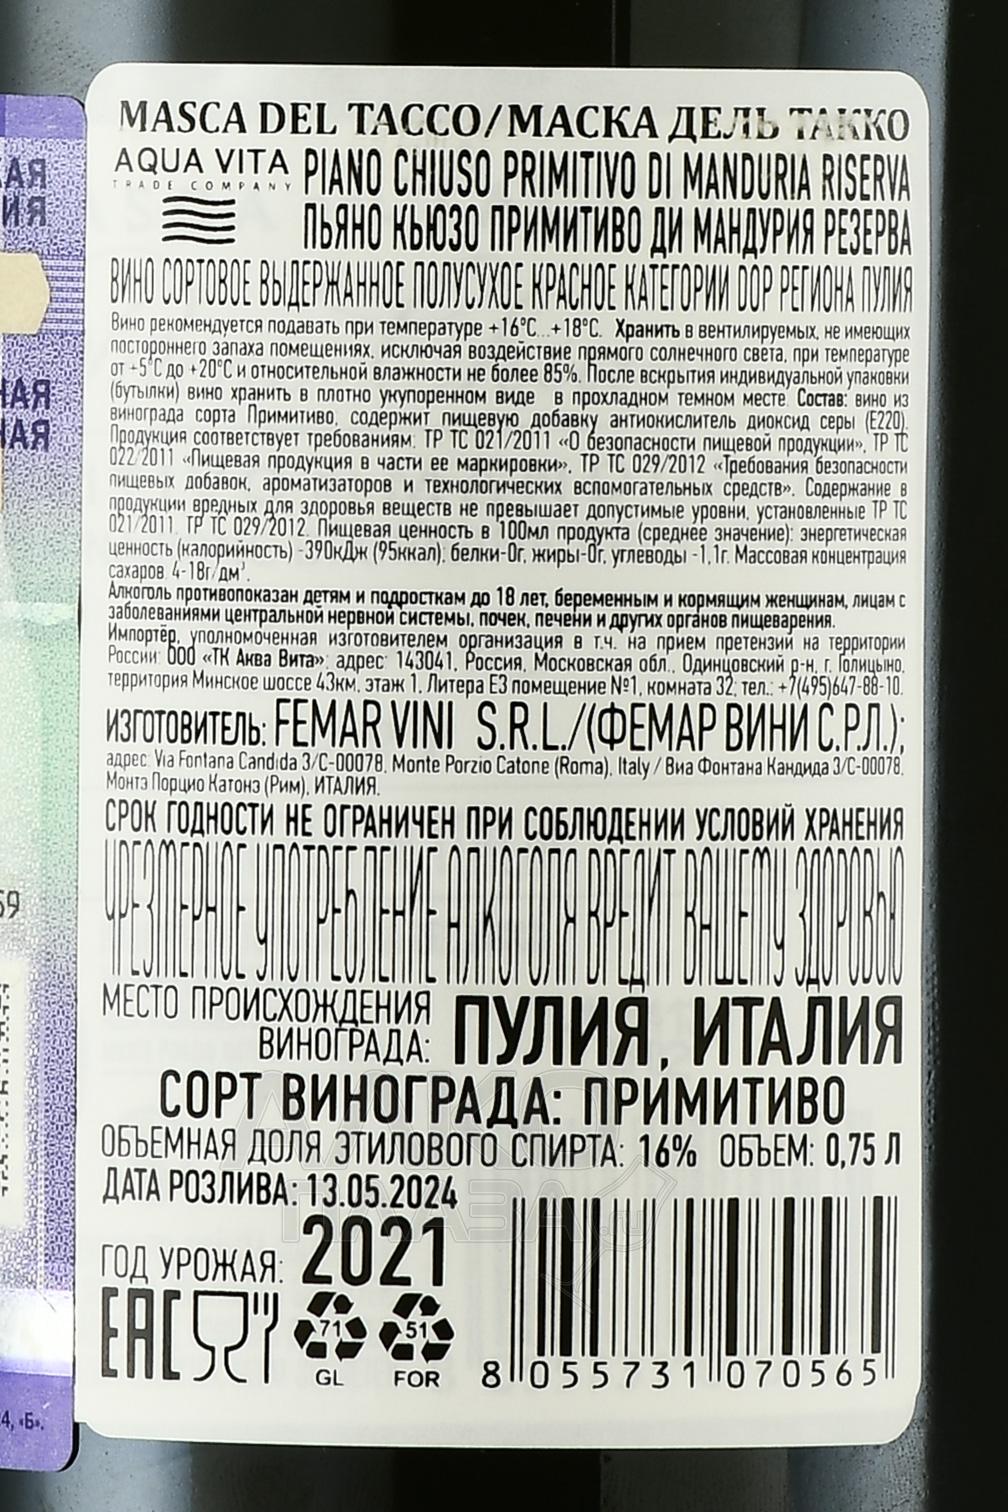 MASCA DEL TACCO/МАСКА ДЕЛЬ ТАККО
AQUA VITA
TRADE COMPANY
PIANO CHIUSO PRIMITIVO DI MANDURIA RISERVA
ПЬЯНО КЬЮЗО ПРИМИТИВО ДИ МАНДУРИЯ РЕЗЕРВА
ВИНО СОРТОВОЕ ВЫДЕРЖАННОЕ ПОЛУСУХОЕ КРАСНОЕ КАТЕГОРИИ DOP РЕГИОНА ПУЛИЯ
Вино рекомендуется подавать при температуре +16°С...+18°С. Хранить в вентилируемых, не имеющих
постороннего запаха помещениях, исключая воздействие прямого солнечного света, при температуре
от +5°С до +20°С и относительной влажности не более 85%. После вскрытия индивидуальной упаковки
(бутылки) вино хранить в плотно укупоренном виде в прохладном темном месте. Состав: вино из
винограда сорта Примитиво, содержит пищевую добавку антиокислитель диоксид серы (Е220).
Продукция соответствует требованиям: ТР ТС 021/2011 «О безопасности пищевой продукции», ТР ТС
022/2011 «Пищевая продукция в части ее маркировки», ТР ТС 029/2012 «Требования безопасности
пищевых добавок, ароматизаторов и технологических вспомогательных средств». Содержание в
продукции вредных для здоровья веществ не превышает допустимые уровни, установленные ТР ТС
021/2011, ТР ТС 029/2012. Пищевая ценность в 100мл продукта (среднее значение): энергетическая
ценность (калорийность) -390кДж (95ккал), белки-0г, жиры-0г, углеводы -1,1г. Массовая концентрация
сахаров 4-18г/дм³.
Алкоголь противопоказан детям и подросткам до 18 лет, беременным и кормящим женщинам, лицам с
заболеваниями центральной нервной системы, почек, печени и других органов пищеварения.
Импортёр, уполномоченная изготовителем организация в т.ч. на прием претензий на территории
России: ООО «ТК Аква Вита»; адрес: 143041, Россия, Московская обл., Одинцовский р-н, г. Голицыно,
территория Минское шоссе 43км, этаж 1, Литера Е3 помещение №1, комната 32; тел.: +7(495)647-88-10.
ИЗГОТОВИТЕЛЬ: FEMAR VINI S.R.L./(ФЕМАР ВИНИ С.Р.Л.);
адрес: Via Fontana Candida 3/C-00078, Monte Porzio Catone (Roma), Italy / Виа Фонтана Кандида 3/С-00078,
Монтэ Порцио Катонэ (Рим), ИТАЛИЯ.
СРОК ГОДНОСТИ НЕ ОГРАНИЧЕН ПРИ СОБЛЮДЕНИИ УСЛОВИЙ ХРАНЕНИЯ
ЧРЕЗМЕРНОЕ УПОТРЕБЛЕНИЕ АЛКОГОЛЯ ВРЕДИТ ВАШЕМУ ЗДОРОВЬЮ
МЕСТО ПРОИСХОЖДЕНИЯ
ВИНОГРАДА: ПУЛИЯ, ИТАЛИЯ
СОРТ ВИНОГРАДА: ПРИМИТИВО
ОБЪЕМНАЯ ДОЛЯ ЭТИЛОВОГО СПИРТА: 16% ОБЪЕМ: 0,75 Л
ДАТА РОЗЛИВА: 13.05.2024
ГОД УРОЖАЯ: 2021
EAC
71
GL
51
FOR
8 055731 070565
АЛКО
ПЛАЗА.ru
59
4, «Б».